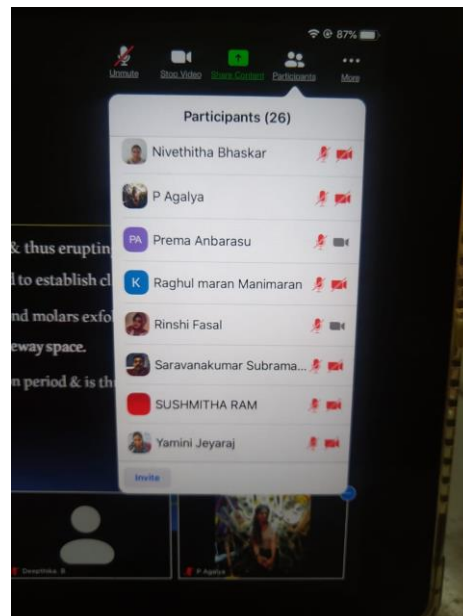 87%
Unmute
Stop Video
Share Content
Participants
More
Participants (26)
Nivethitha Bhaskar
P Agalya
PA
Prema Anbarasu
K
Raghul maran Manimaran
Rinshi Fasal
Saravanakumar Subrama...
SUSHMITHA RAM
Yamini Jeyaraj
Invite
& thus eruptin
to establish cl
nd molars exfo
eway space.
n period & is th
Deepthika. B
P Agalya